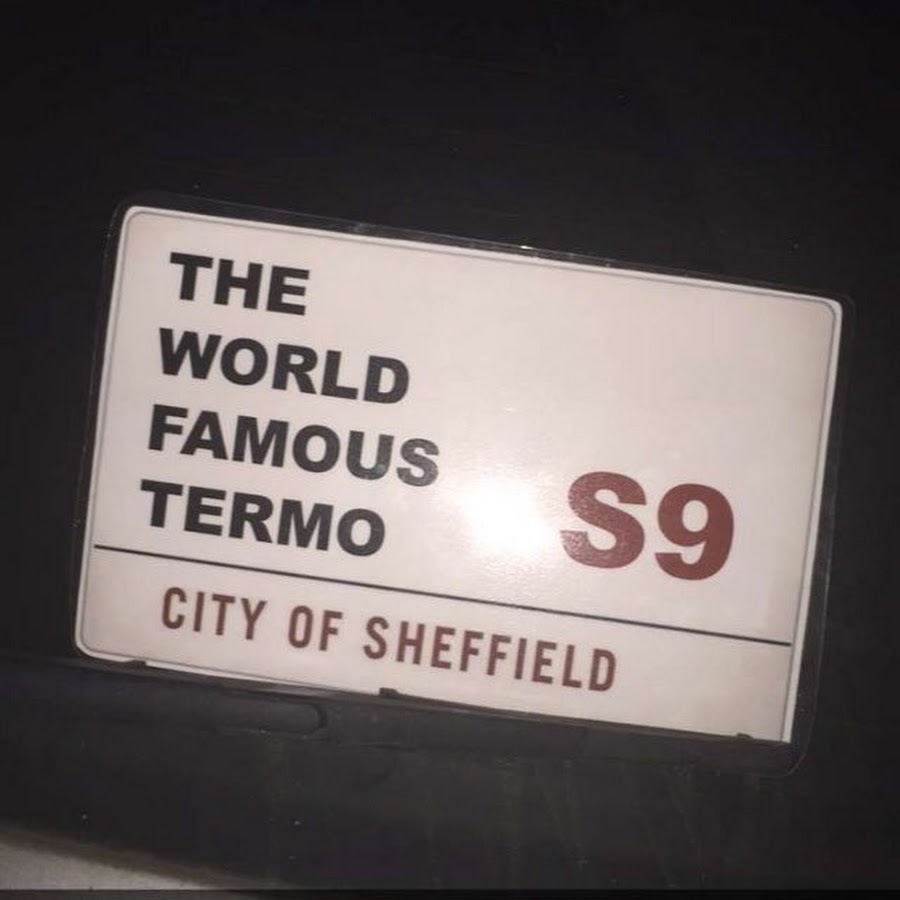 THE
WORLD
FAMOUS
TERMO
S9
CITY OF SHEFFIELD